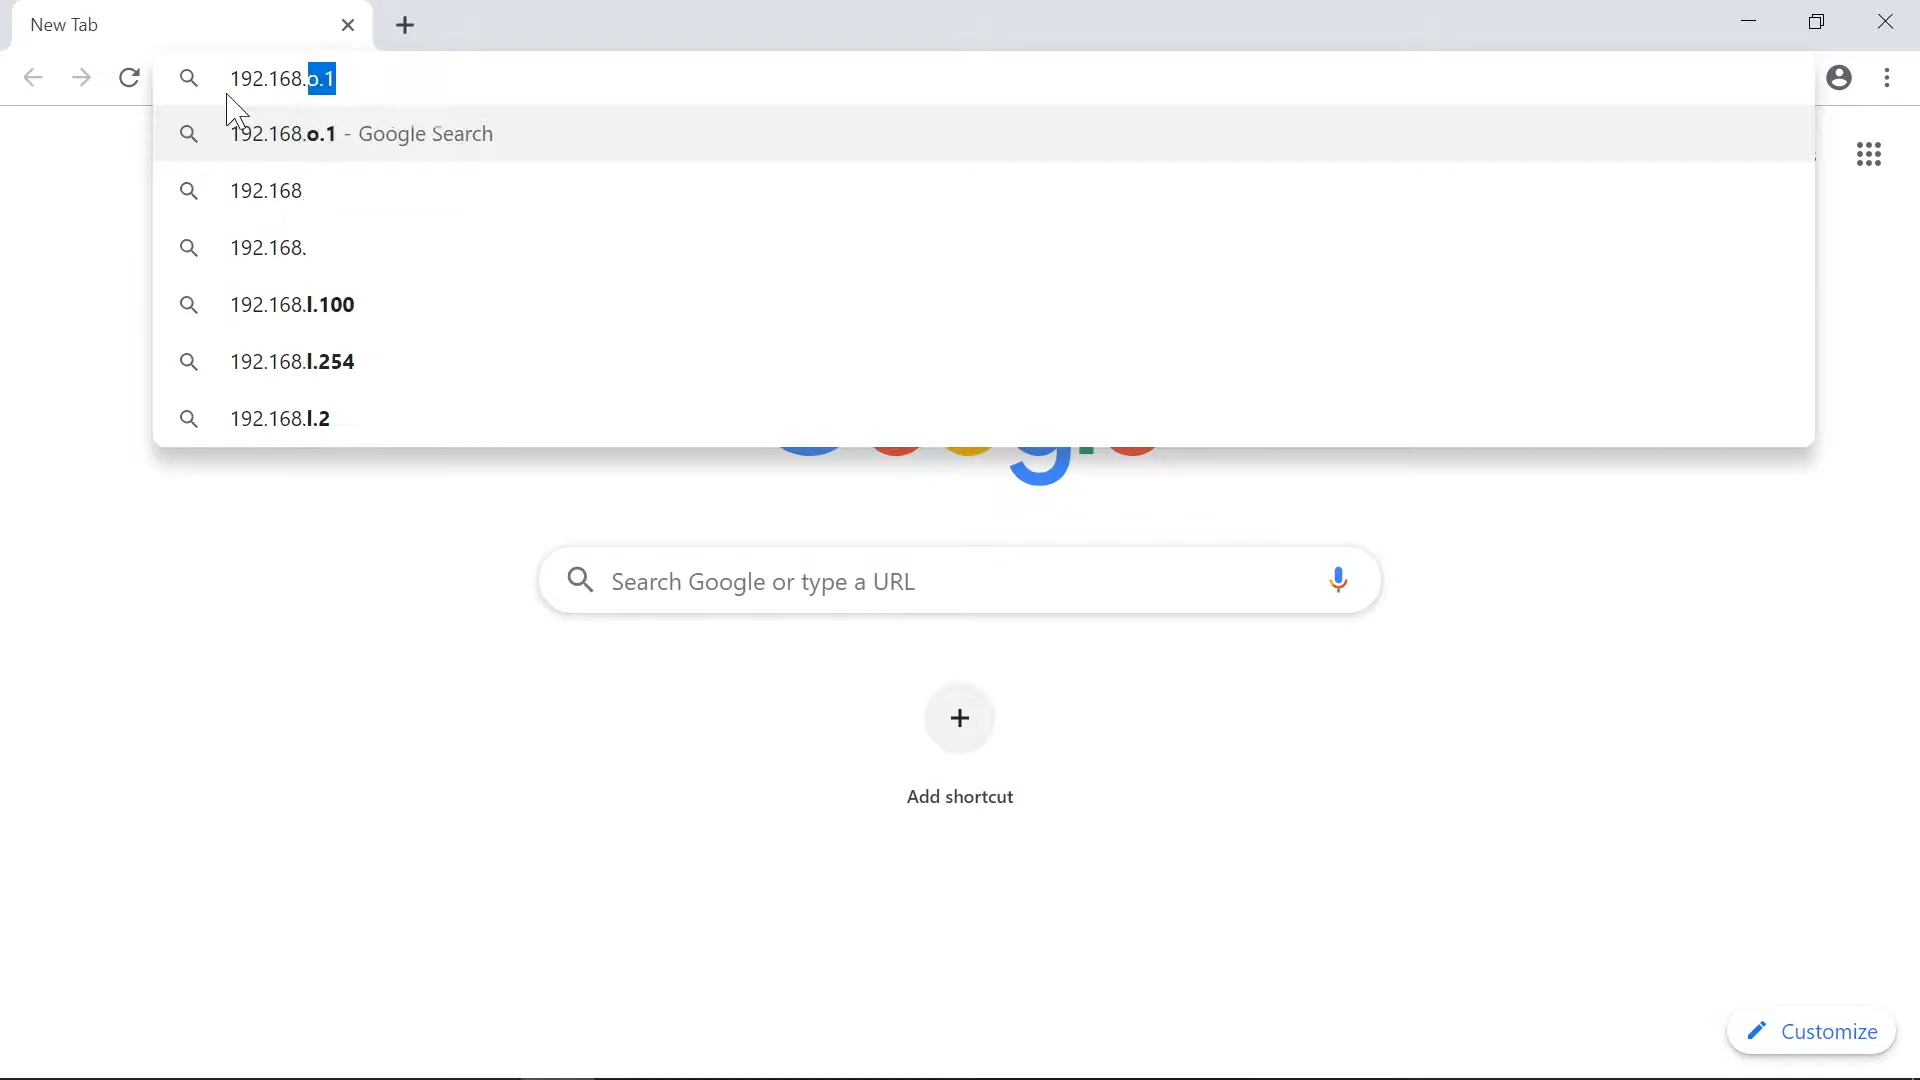 New Tab
192.168.o.1
192.168.o.1 - Google Search
192.168
192.168.
192.168.l.100
192.168.l.254
192.168.l.2
Search Google or type a URL
Add shortcut
Customize